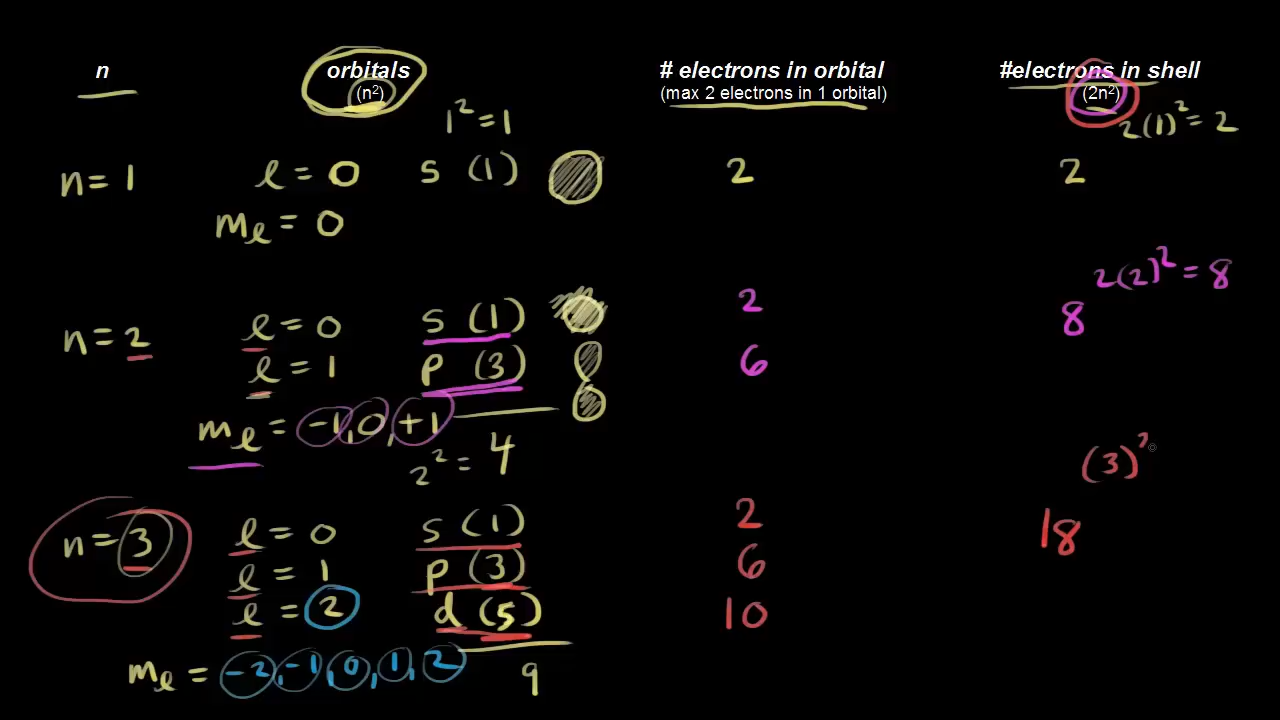 n orbitals # electrons in orbital #electrons in shell
(n²) (max 2 electrons in 1 orbital) (2n²)
1² = 1 2(1)² = 2
n = 1 ℓ = 0 s (1) 2 2
mℓ = 0
2(2)² = 8
n = 2 ℓ = 0 s (1) 2 8
ℓ = 1 p (3) 6
mℓ = -1, 0, +1
2² = 4 (3)²
n = 3 ℓ = 0 s (1) 2 18
ℓ = 1 p (3) 6
ℓ = 2 d (5) 10
mℓ = -2, -1, 0, 1, 2 9